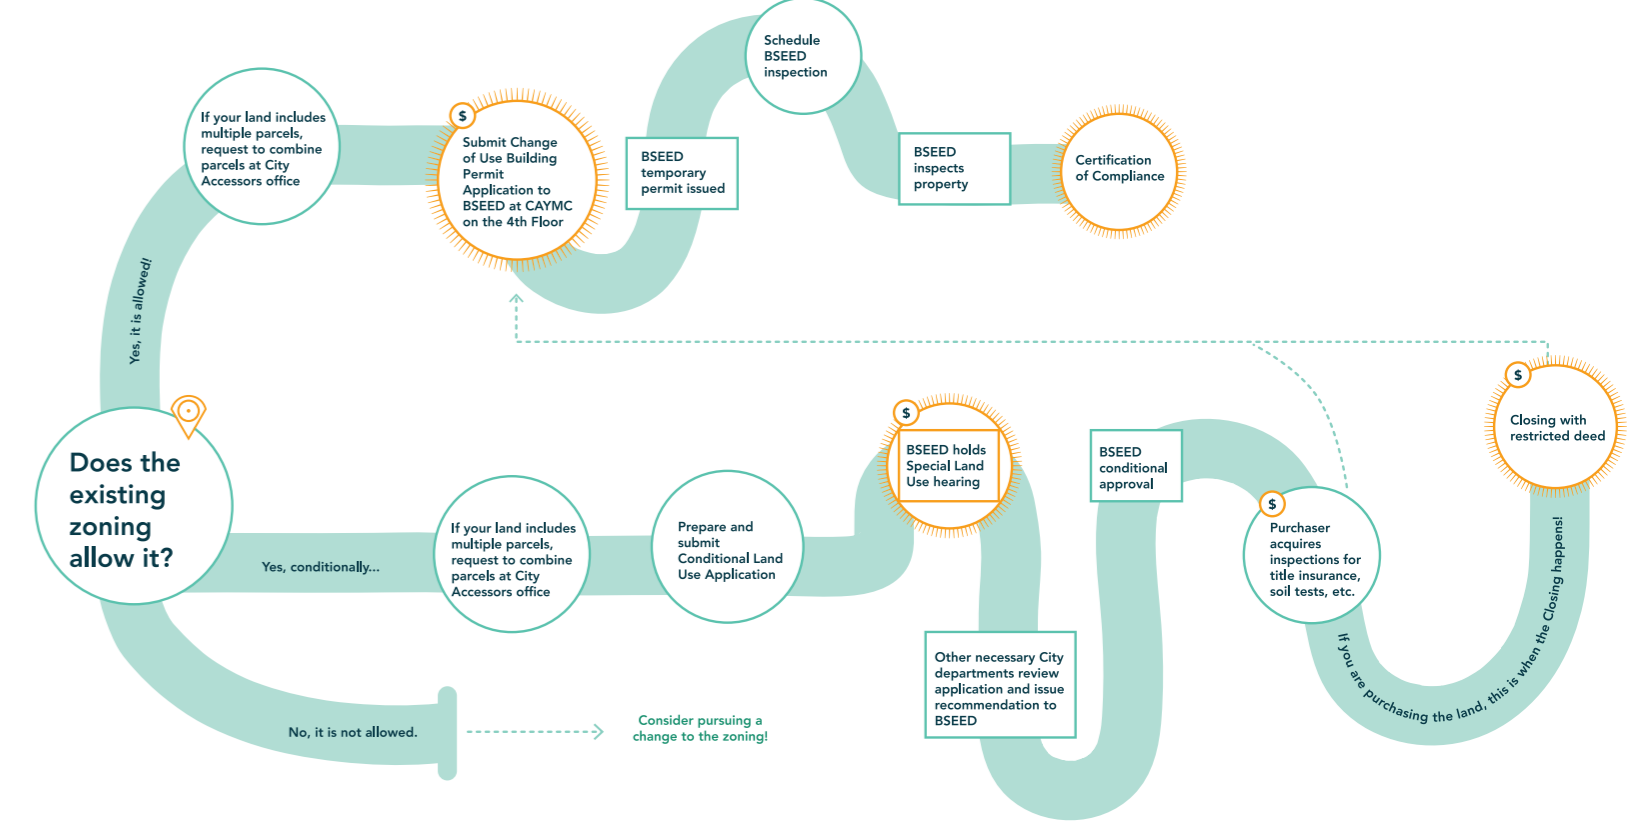 Does the
existing
zoning
allow it?
Yes, it is allowed!
If your land includes
multiple parcels,
request to combine
parcels at City
Accessors office
$
Submit Change
of Use Building
Permit
Application to
BSEED at CAYMC
on the 4th Floor
BSEED
temporary
permit issued
Schedule
BSEED
inspection
BSEED
inspects
property
Certification
of Compliance
Yes, conditionally...
If your land includes
multiple parcels,
request to combine
parcels at City
Accessors office
Prepare and
submit
Conditional Land
Use Application
$
BSEED holds
Special Land
Use hearing
Other necessary City
departments review
application and issue
recommendation to
BSEED
BSEED
conditional
approval
$
Purchaser
acquires
inspections for
title insurance,
soil tests, etc.
If you are purchasing the land, this is when the Closing happens!
$
Closing with
restricted deed
No, it is not allowed.
Consider pursuing a
change to the zoning!